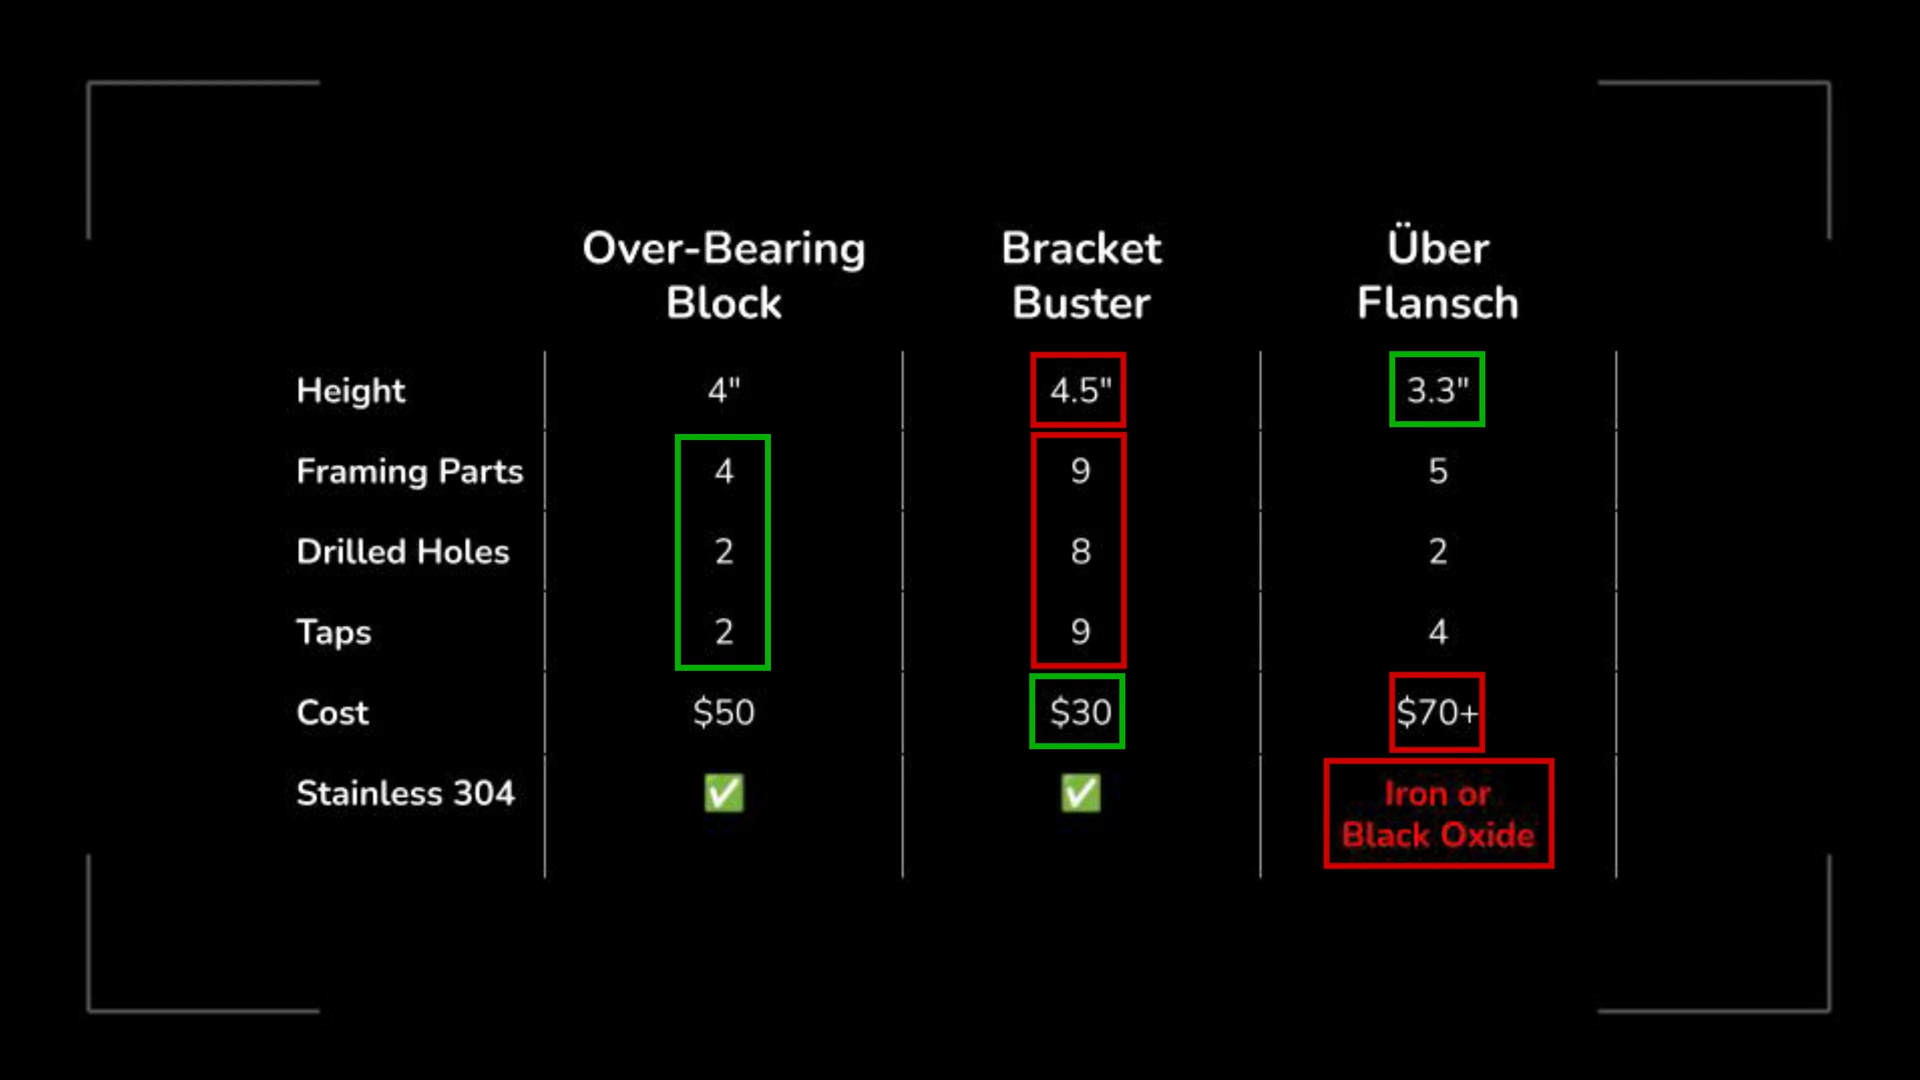 Over-Bearing Block Bracket Buster Über Flansch
Height 4" 4.5" 3.3"
Framing Parts 4 9 5
Drilled Holes 2 8 2
Taps 2 9 4
Cost $50 $30 $70+
Stainless 304 ✅ ✅ Iron or
Black Oxide